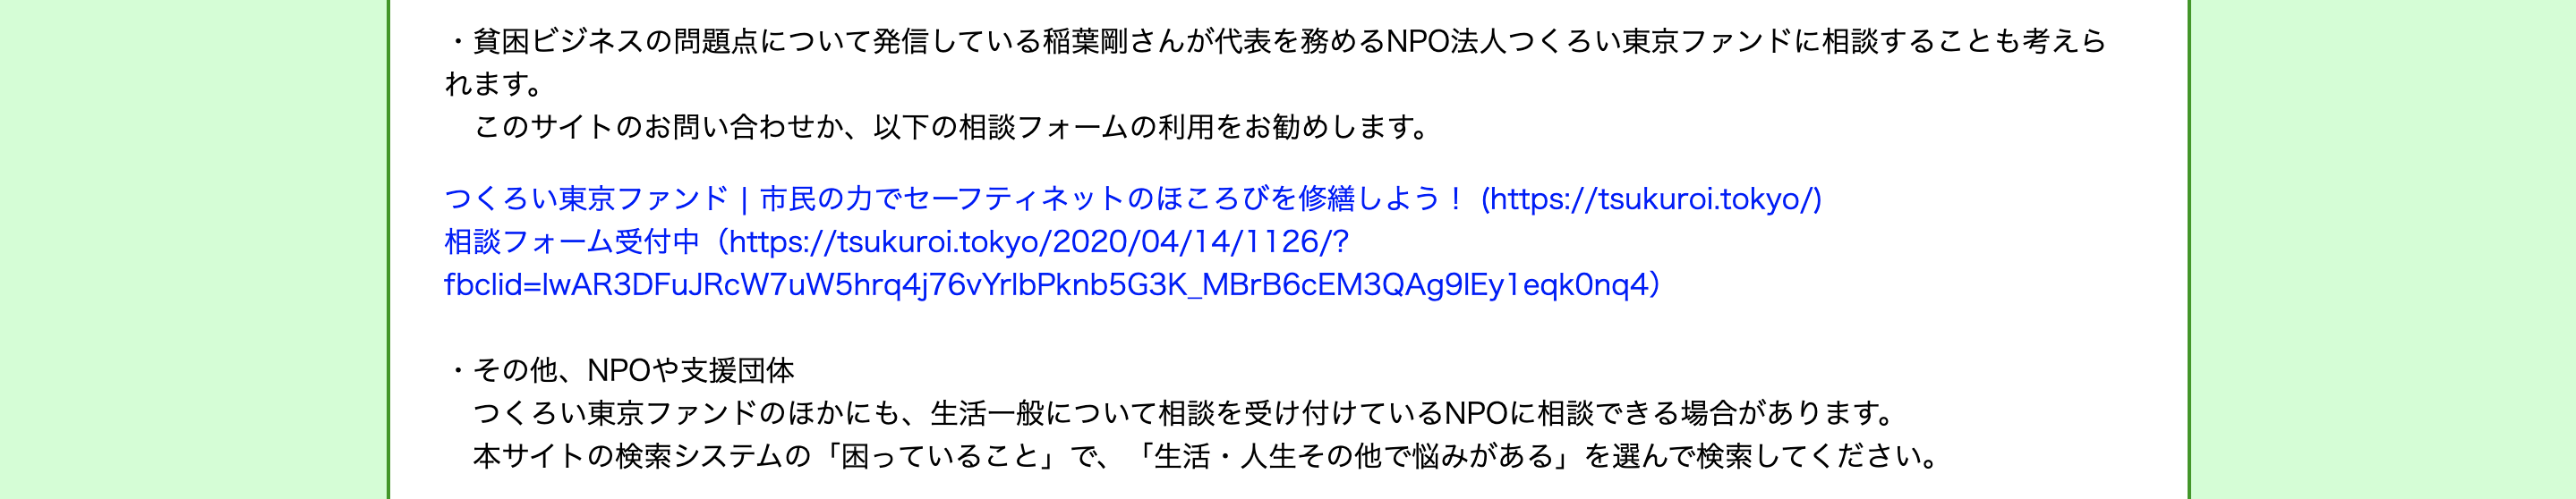 ・貧困ビジネスの問題点について発信している稲葉剛さんが代表を務めるNPO法人つくろい東京ファンドに相談することも考えら
れます。
　このサイトのお問い合わせか、以下の相談フォームの利用をお勧めします。
つくろい東京ファンド | 市民の力でセーフティネットのほころびを修繕しよう！ (https://tsukuroi.tokyo/)
相談フォーム受付中（https://tsukuroi.tokyo/2020/04/14/1126/?
fbclid=IwAR3DFuJRcW7uW5hrq4j76vYrlbPknb5G3K_MBrB6cEM3QAg9lEy1eqk0nq4）
・その他、NPOや支援団体
　つくろい東京ファンドのほかにも、生活一般について相談を受け付けているNPOに相談できる場合があります。
　本サイトの検索システムの「困っていること」で、「生活・人生その他で悩みがある」を選んで検索してください。